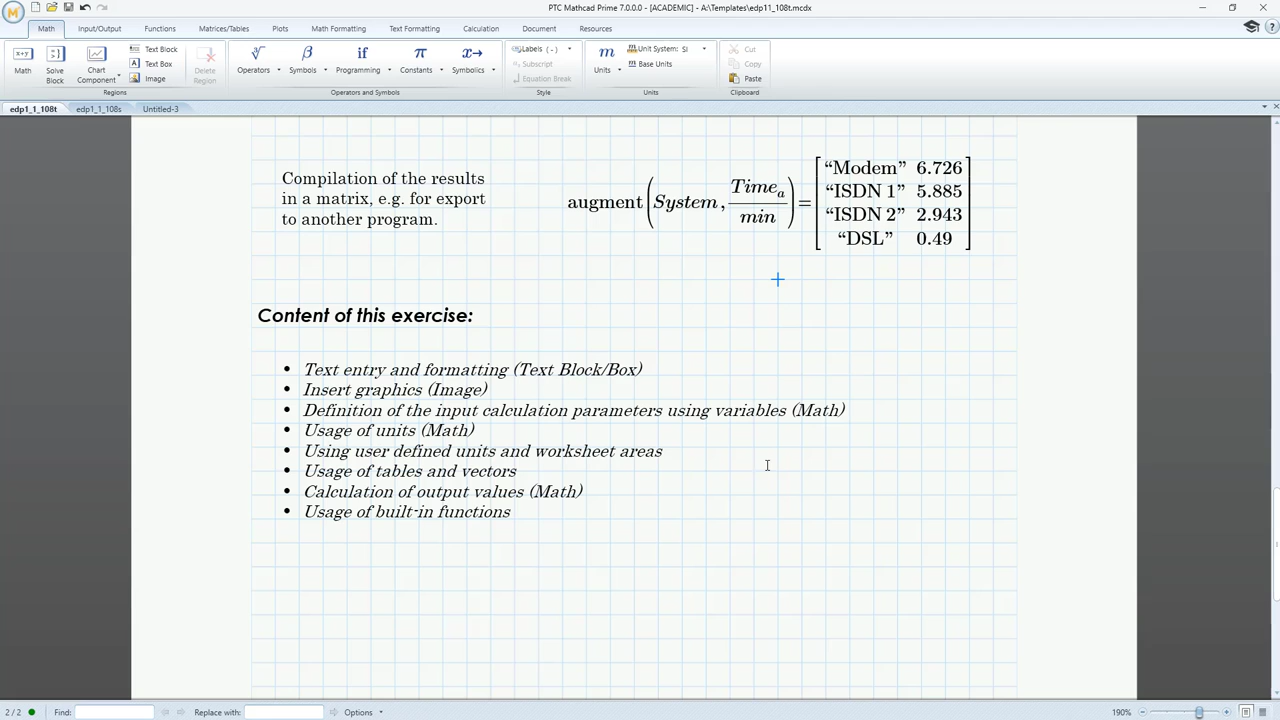 PTC Mathcad Prime 7.0.0.0 - [ACADEMIC] - A:\Templates\edp11_108t.mcdx
Math Input/Output Functions Matrices/Tables Plots Math Formatting Text Formatting Calculation Document Resources
Math
Solve Block
Chart Component
Text Block
Text Box
Image
Delete Region
Regions
Operators
Symbols
Programming
Constants
Symbolics
Operators and Symbols
Labels ( - )
Subscript
Equation Break
Style
Units
Unit System: SI
Base Units
Units
Cut
Copy
Paste
Clipboard
edp1_1_108t edp1_1_108s Untitled-3
Compilation of the results
in a matrix, e.g. for export
to another program.
augment(System, Time_a/min) = 
“Modem” 6.726
“ISDN 1” 5.885
“ISDN 2” 2.943
“DSL” 0.49
Content of this exercise:
• Text entry and formatting (Text Block/Box)
• Insert graphics (Image)
• Definition of the input calculation parameters using variables (Math)
• Usage of units (Math)
• Using user defined units and worksheet areas
• Usage of tables and vectors
• Calculation of output values (Math)
• Usage of built-in functions
2 / 2 Find: Replace with: Options 190%